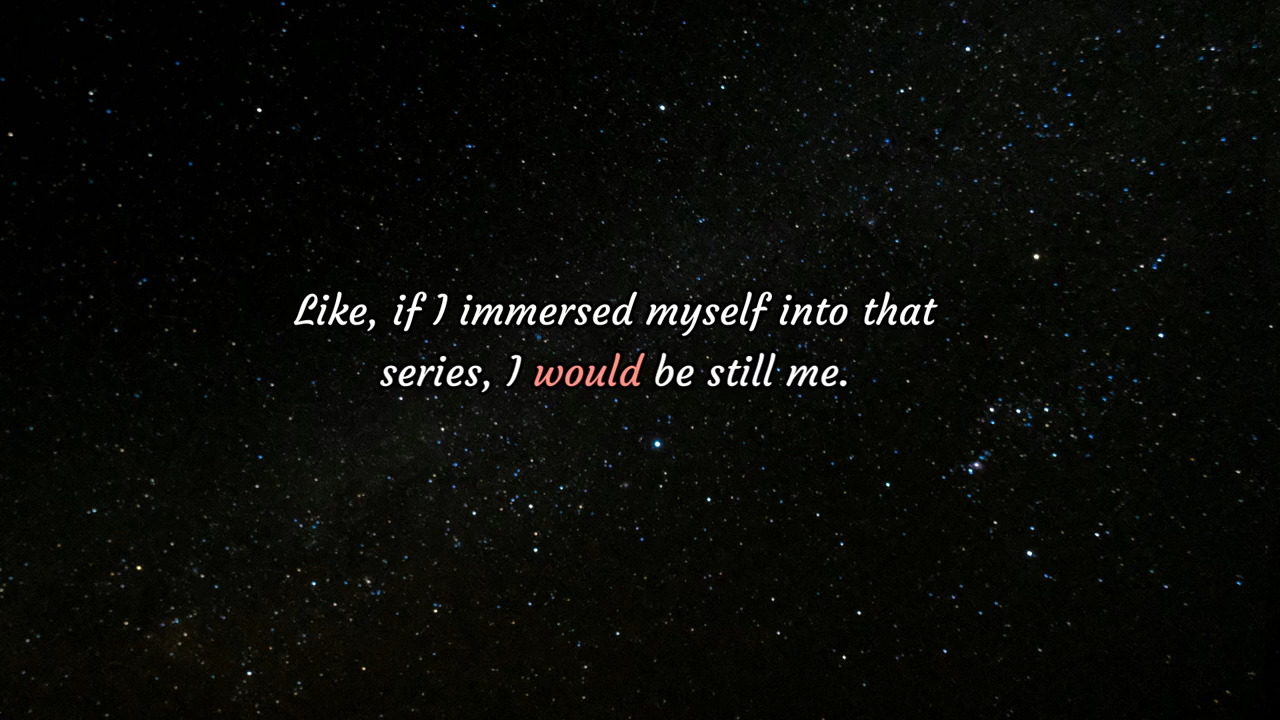 Like, if I immersed myself into that
series, I would be still me.